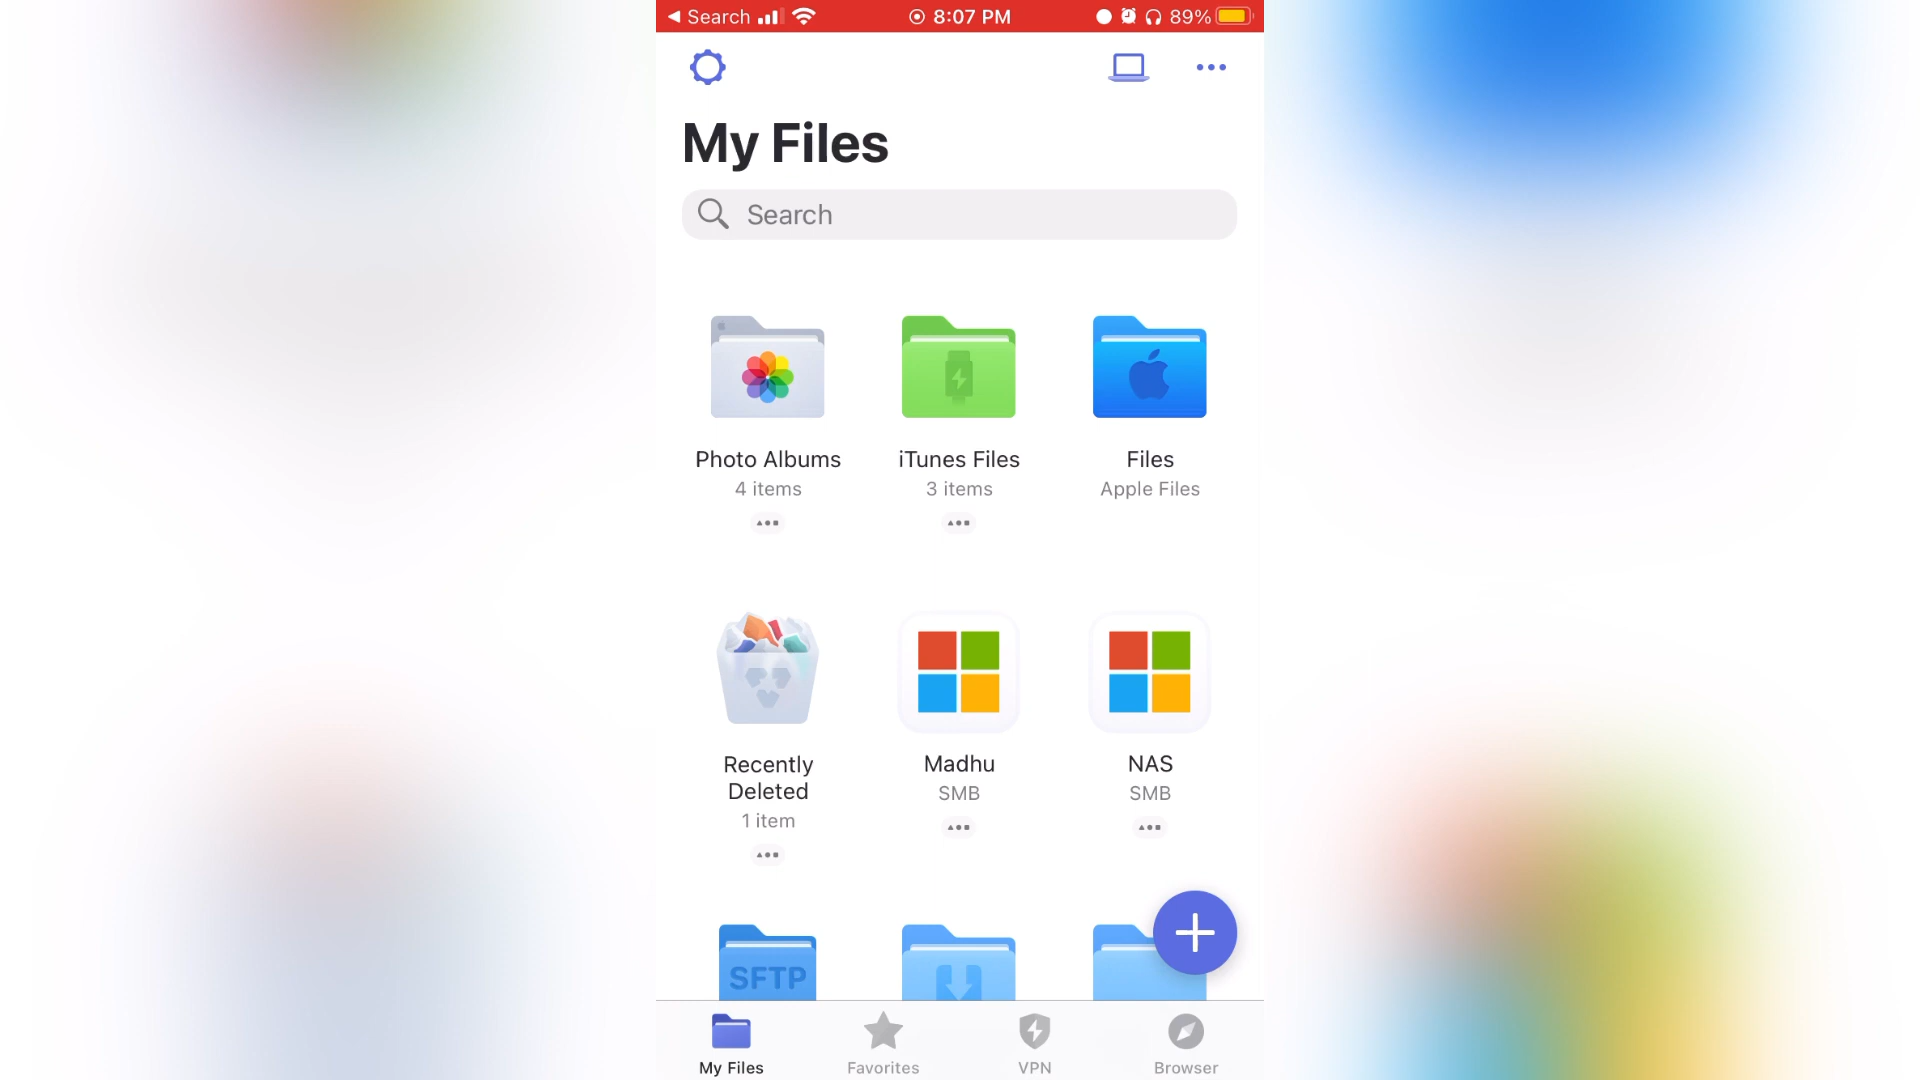 Search
8:07 PM
89%
My Files
Search
Photo Albums
4 items
iTunes Files
3 items
Files
Apple Files
Recently
Deleted
1 item
Madhu
SMB
NAS
SMB
SFTP
My Files
Favorites
VPN
Browser